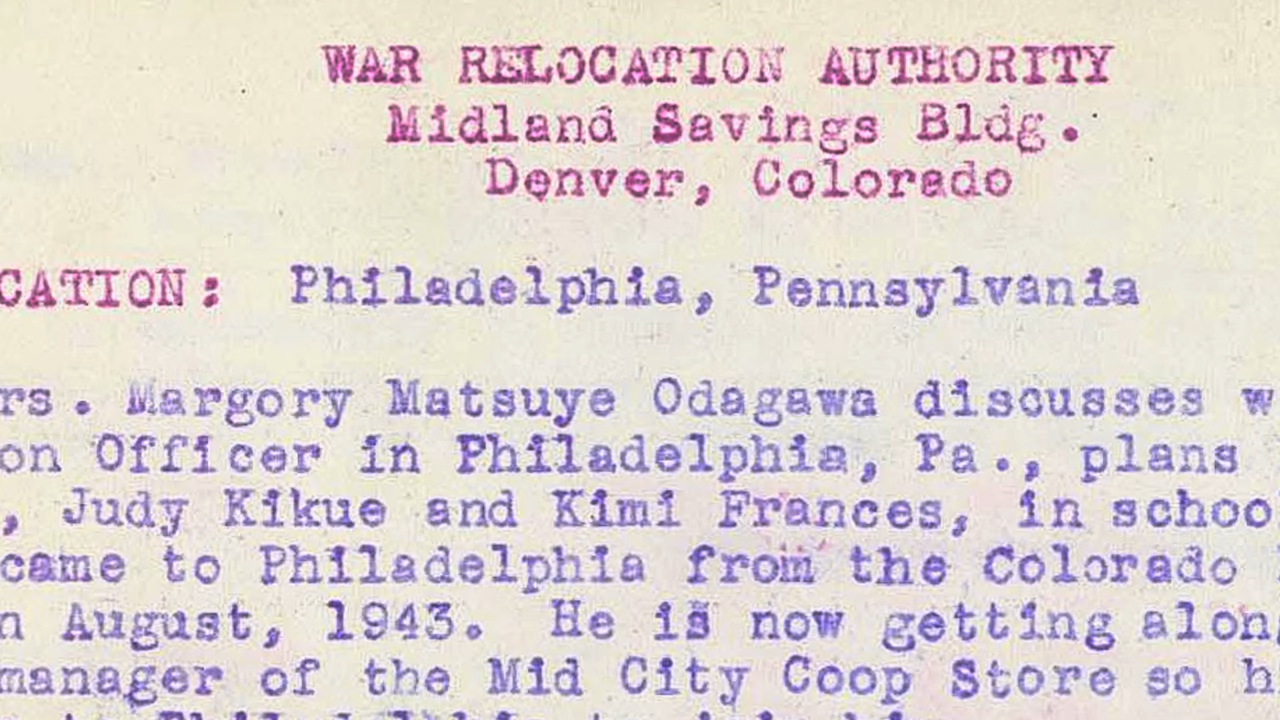 WAR RELOCATION AUTHORITY
Midland Savings Bldg.
Denver, Colorado
CATION: Philadelphia, Pennsylvania
rs. Margory Matsuye Odagawa discusses w
on Officer in Philadelphia, Pa., plans
, Judy Kikue and Kimi Frances, in schoo
came to Philadelphia from the Colorado
n August, 1943. He is now getting along
manager of the Mid City Coop Store so h